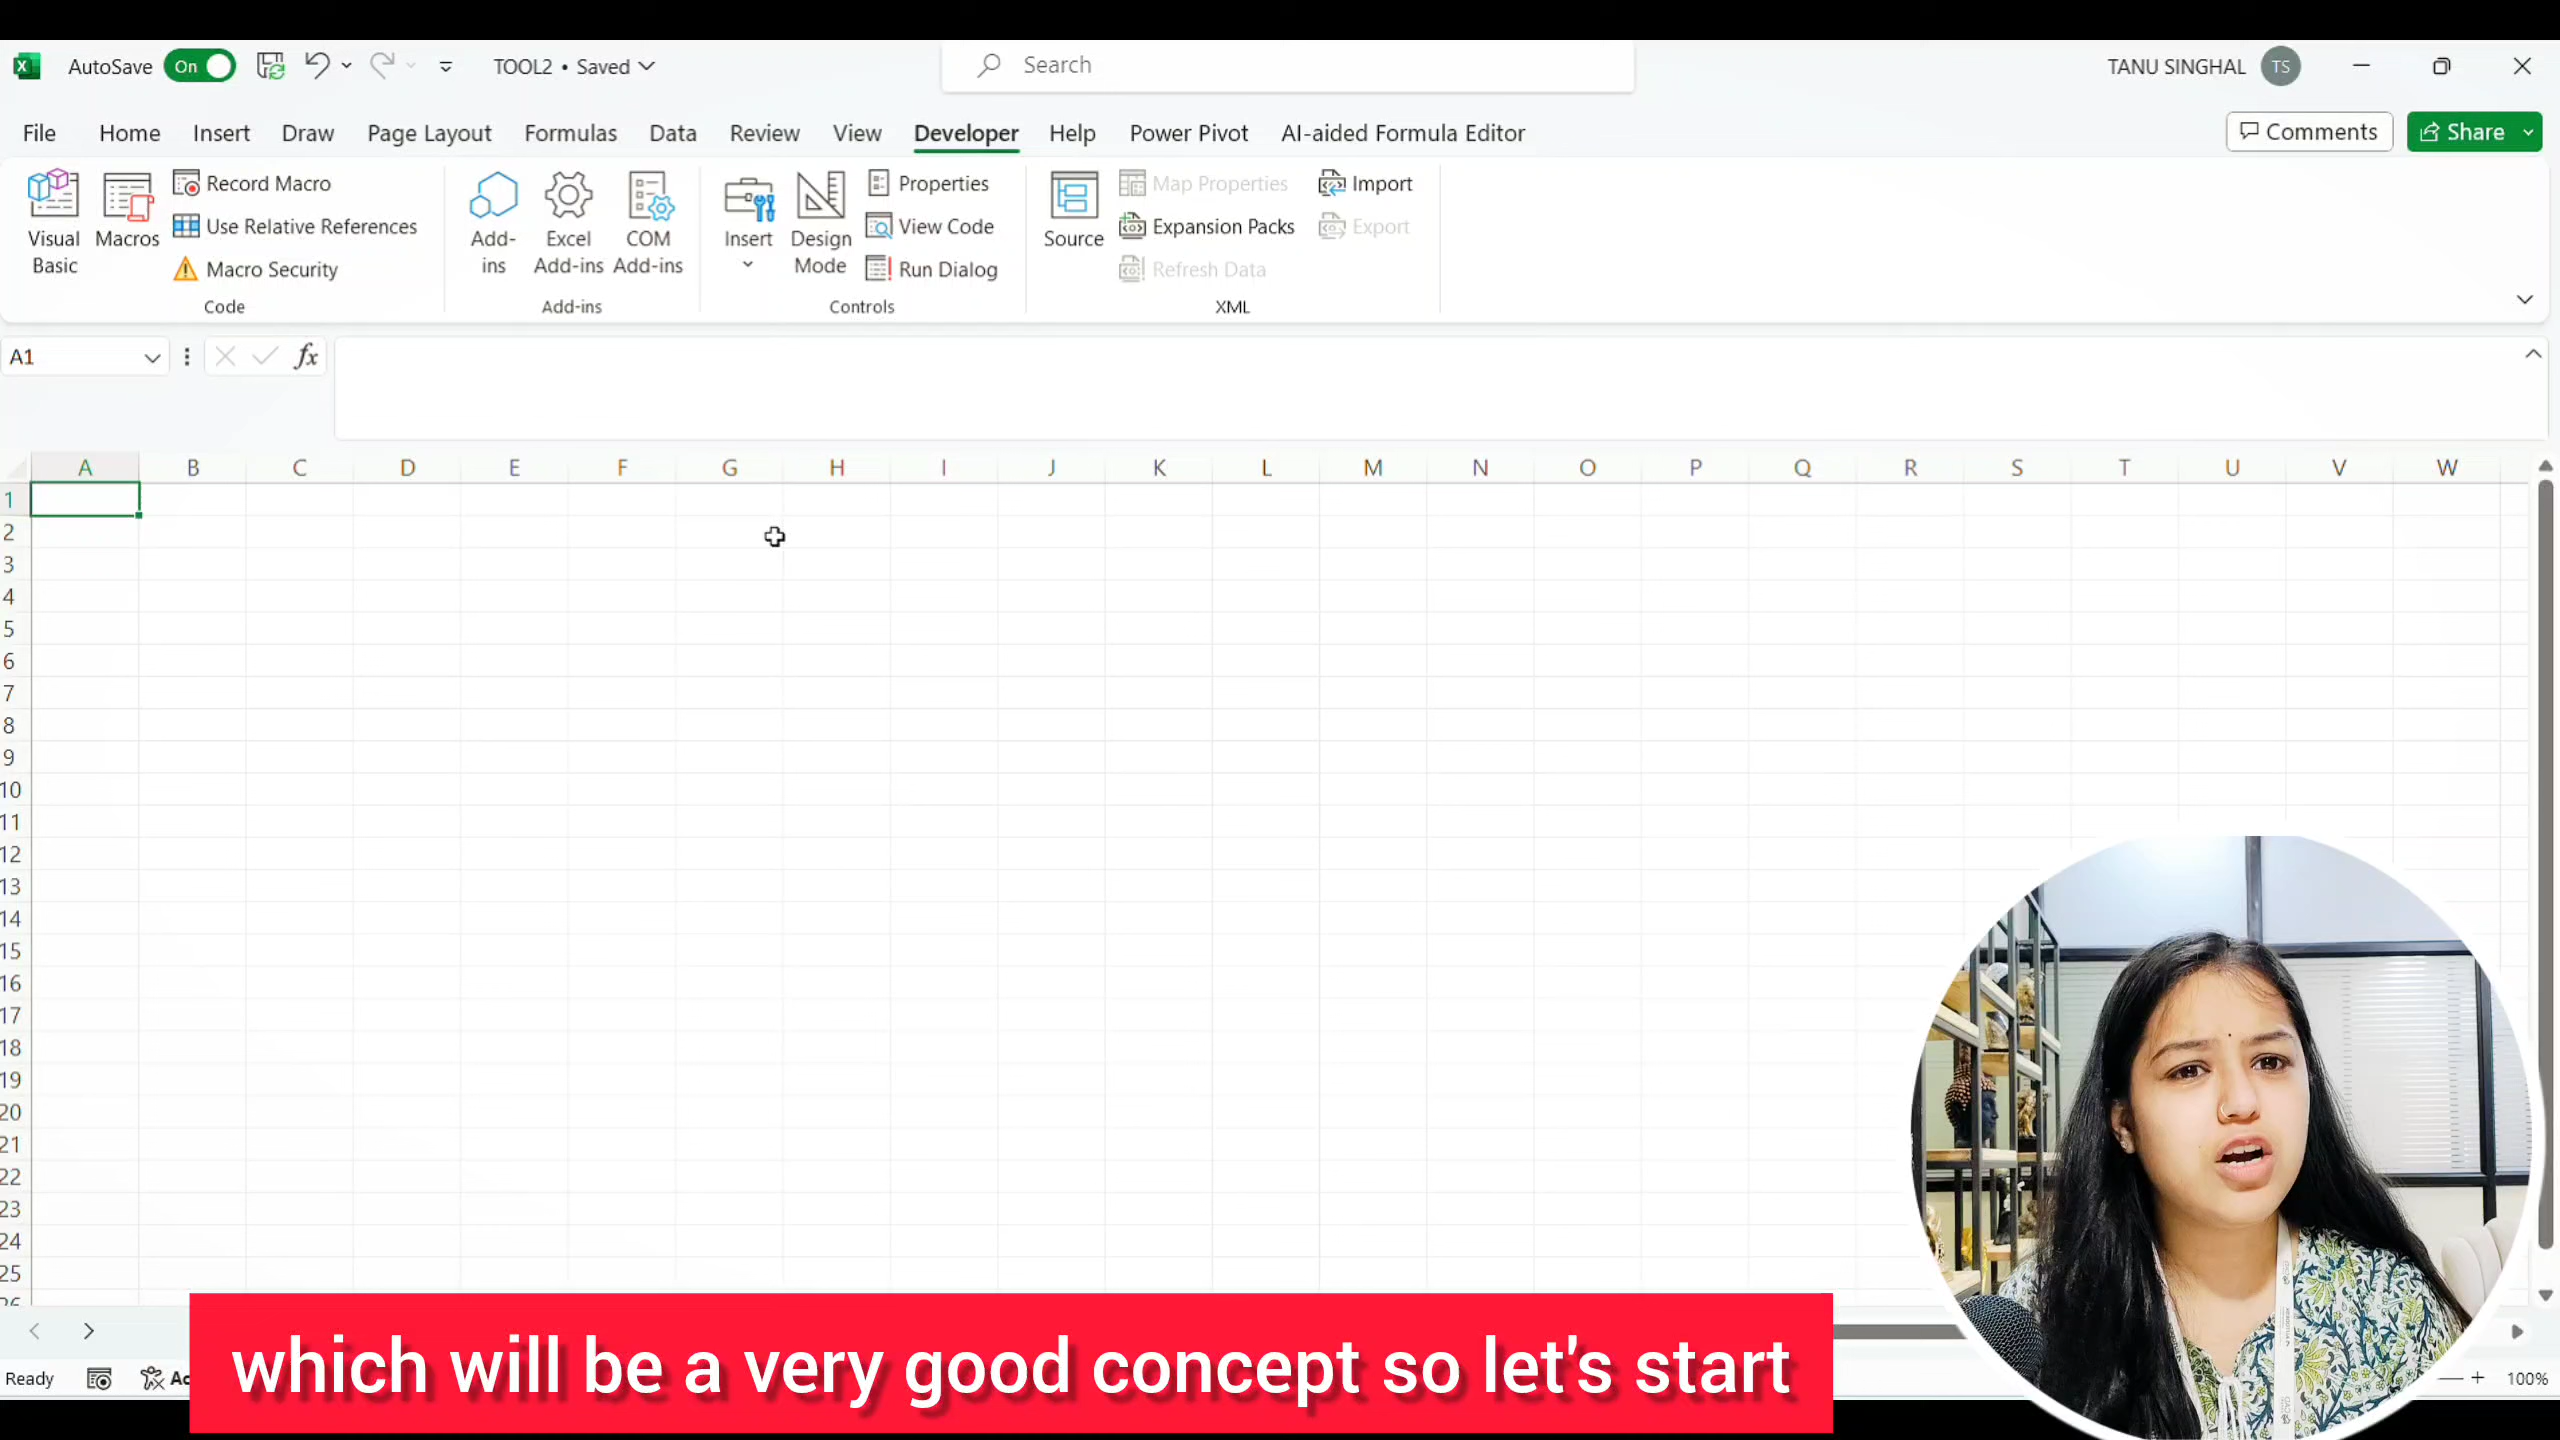 AutoSave On TOOL2 • Saved Search TANU SINGHAL TS
File Home Insert Draw Page Layout Formulas Data Review View Developer Help Power Pivot AI-aided Formula Editor Comments Share
Visual Basic
Macros
Record Macro
Use Relative References
Macro Security
Code
Add-ins
Excel Add-ins
COM Add-ins
Add-ins
Insert
Design Mode
Properties
View Code
Run Dialog
Controls
Source
Map Properties
Expansion Packs
Refresh Data
Import
Export
XML
A1 fx
A B C D E F G H I J K L M N O P Q R S T U V W
1
2
3
4
5
6
7
8
9
10
11
12
13
14
15
16
17
18
19
20
21
22
23
24
25
26
which will be a very good concept so let's start
Ready 100%